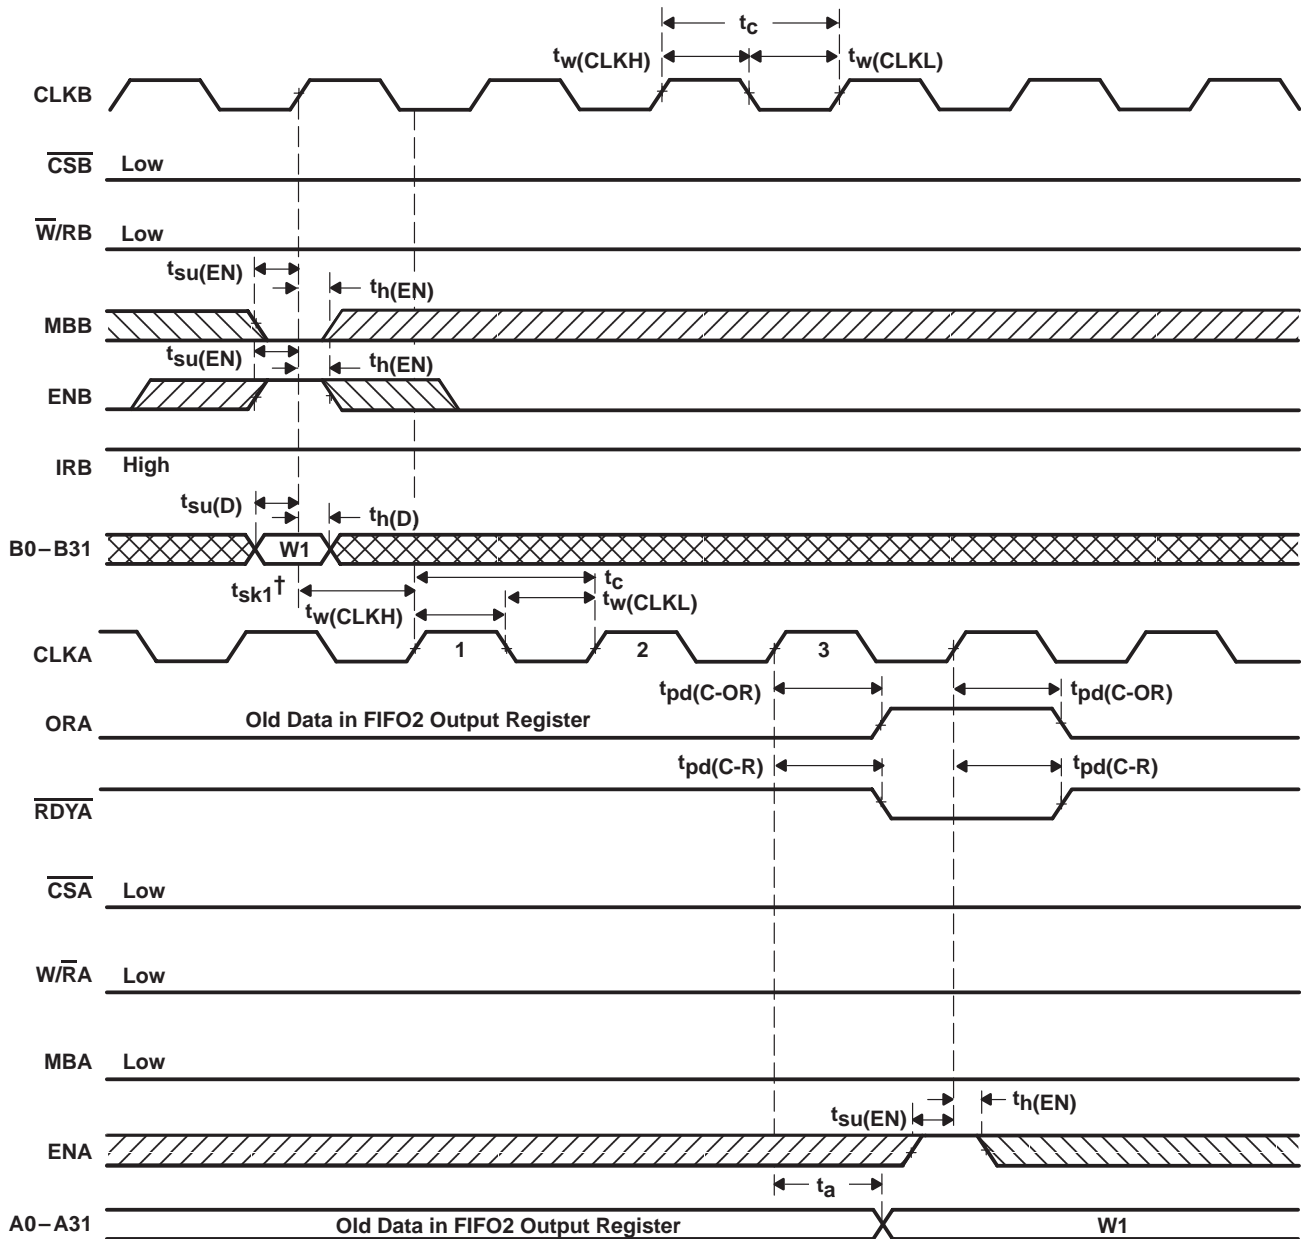 tc
tw(CLKH)
tw(CLKL)
CLKB
CSB
Low
W/RB
Low
tsu(EN)
th(EN)
MBB
tsu(EN)
th(EN)
ENB
IRB
High
tsu(D)
th(D)
B0–B31
W1
tsk1†
tc
tw(CLKH)
tw(CLKL)
CLKA
1
2
3
tpd(C-OR)
tpd(C-OR)
ORA
Old Data in FIFO2 Output Register
tpd(C-R)
tpd(C-R)
RDYA
CSA
Low
W/RA
Low
MBA
Low
tsu(EN)
th(EN)
ENA
ta
A0–A31
Old Data in FIFO2 Output Register
W1